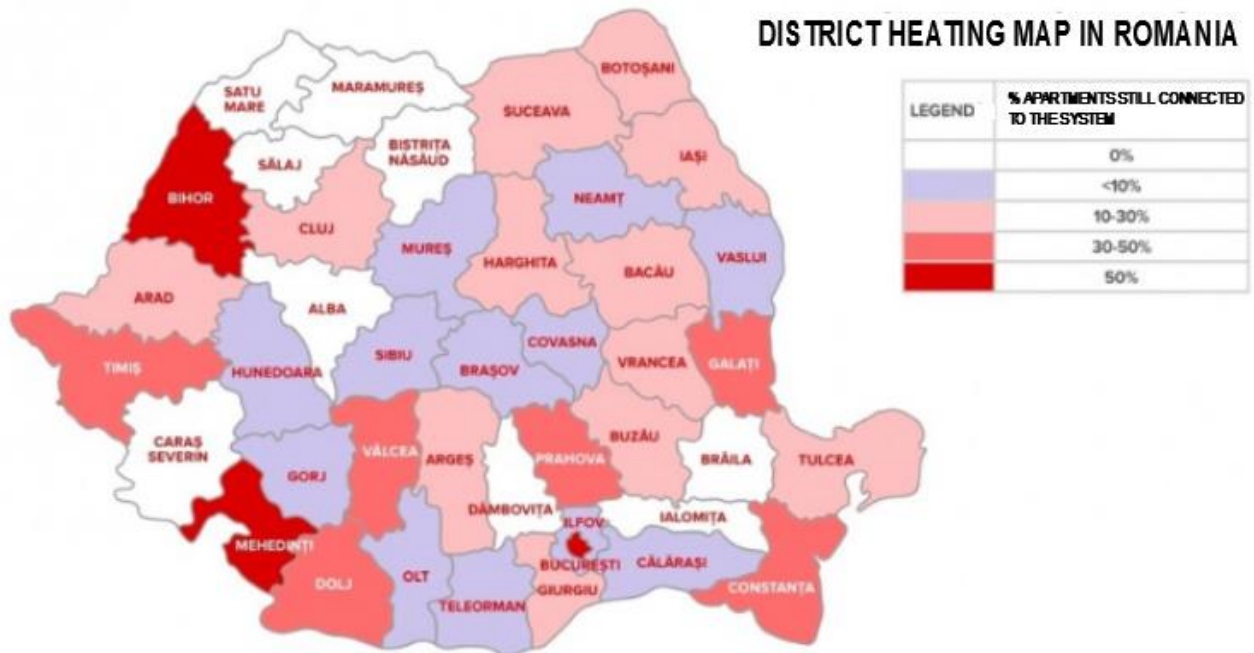 DISTRICT HEATING MAP IN ROMANIA
LEGEND
% APARTMENTS STILL CONNECTED
TO THE SYSTEM
0%
<10%
10-30%
30-50%
50%
BOTOȘANI
SATU
MARE
MARAMUREȘ
SUCEAVA
BISTRIȚA
NĂSĂUD
SĂLAJ
IAȘI
BIHOR
NEAMȚ
CLUJ
MUREȘ
HARGHITA
BACĂU
VASLUI
ARAD
ALBA
COVASNA
SIBIU
BRAȘOV
VRANCEA
GALAȚI
TIMIȘ
HUNEDOARA
CARAȘ
SEVERIN
VÂLCEA
ARGEȘ
PRAHOVA
BUZĂU
BRĂILA
TULCEA
GORJ
DÂMBOVIȚA
IALOMIȚA
ILFOV
MEHEDINȚI
BUCUREȘTI
CĂLĂRAȘI
DOLJ
OLT
GIURGIU
CONSTANȚA
TELEORMAN